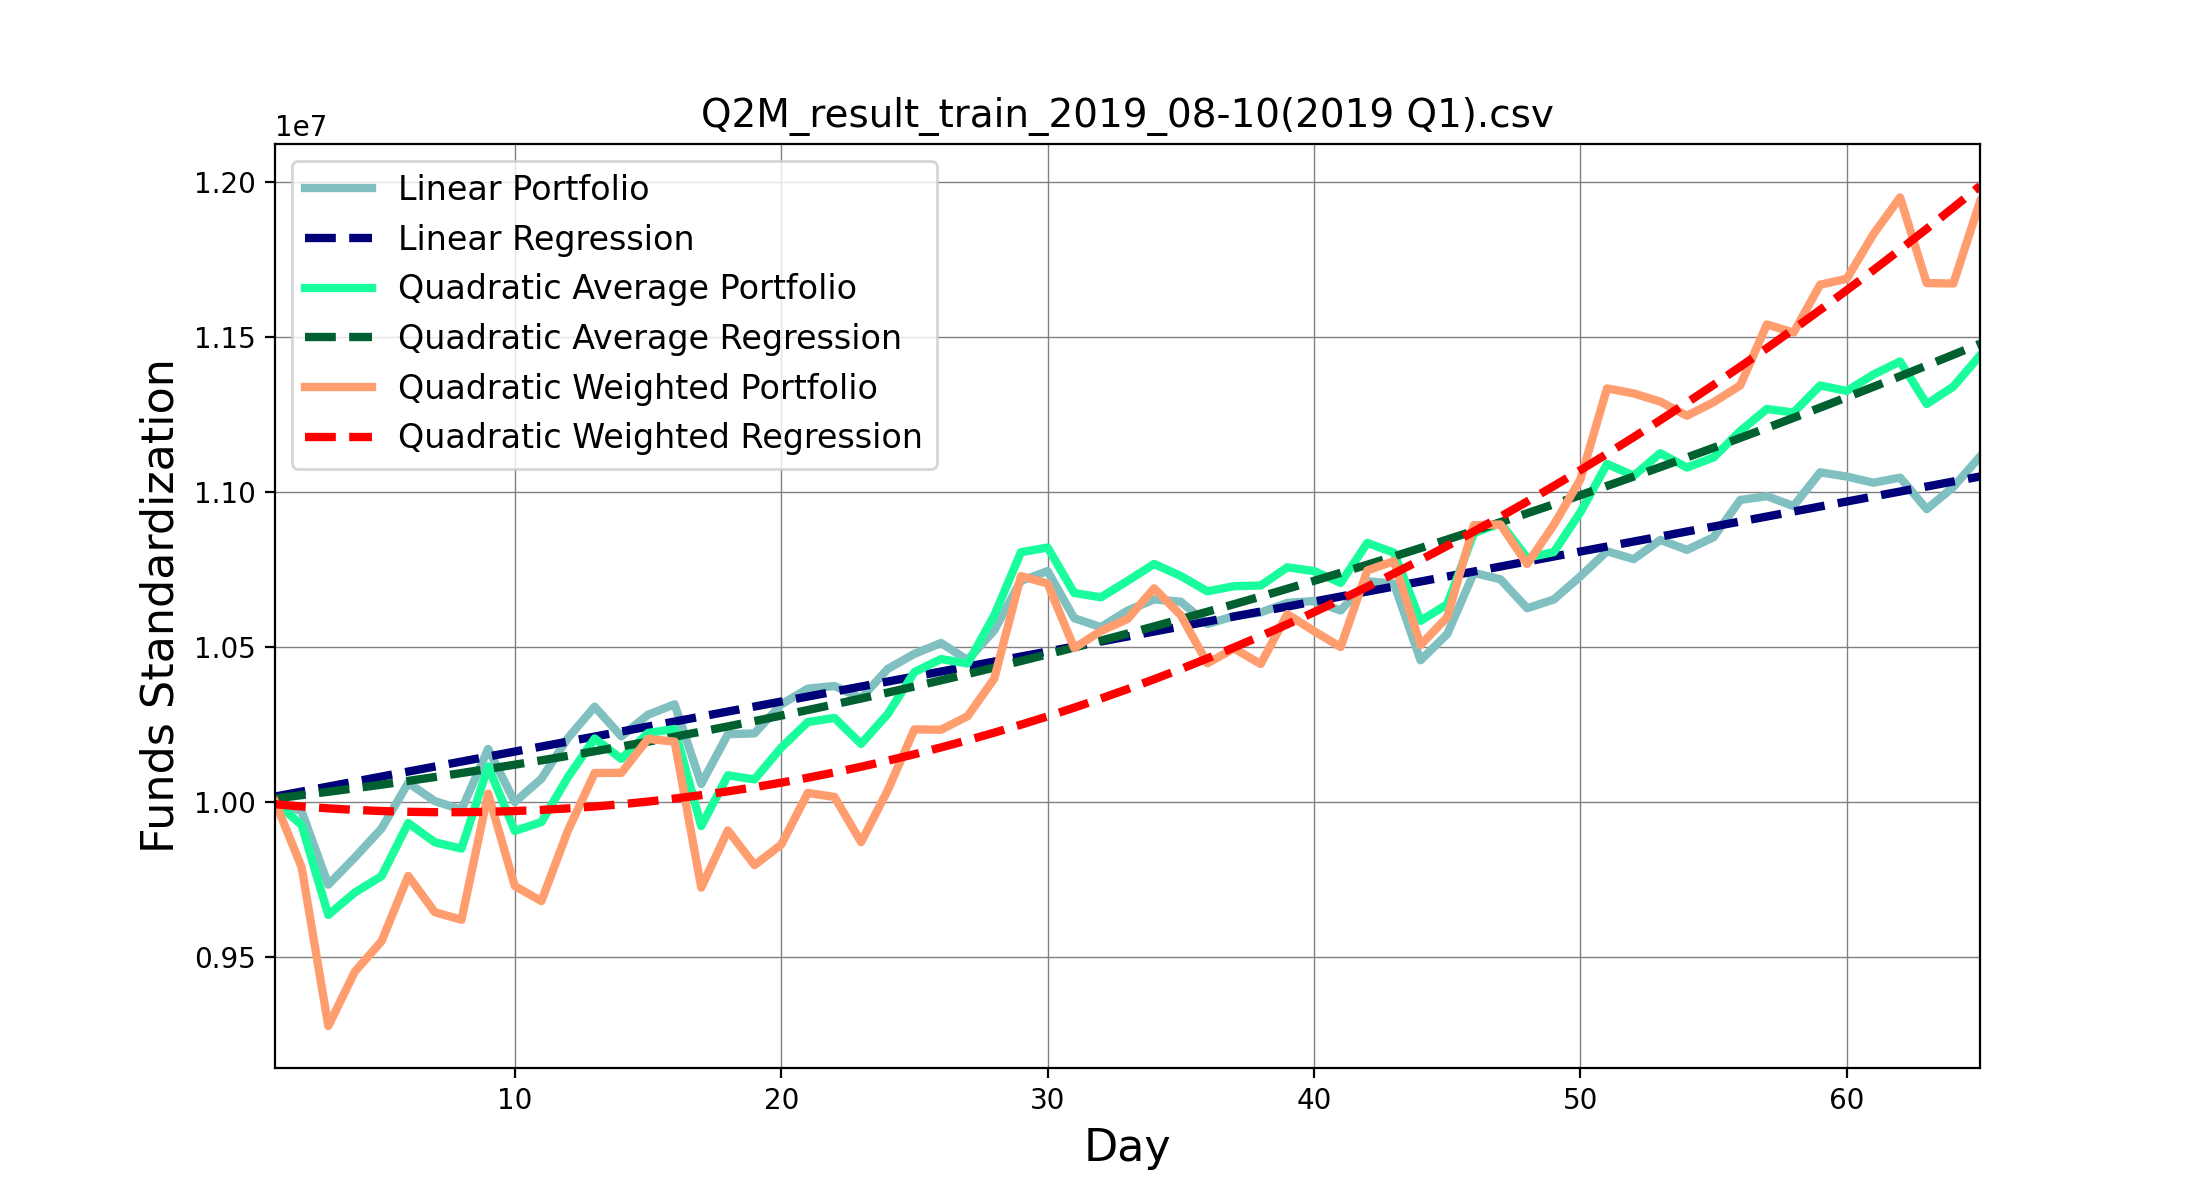 Q2M_result_train_2019_08-10(2019 Q1).csv
1e7
1.20
1.15
1.10
1.05
1.00
0.95
Funds Standardization
Linear Portfolio
Linear Regression
Quadratic Average Portfolio
Quadratic Average Regression
Quadratic Weighted Portfolio
Quadratic Weighted Regression
10 20 30 40 50 60
Day